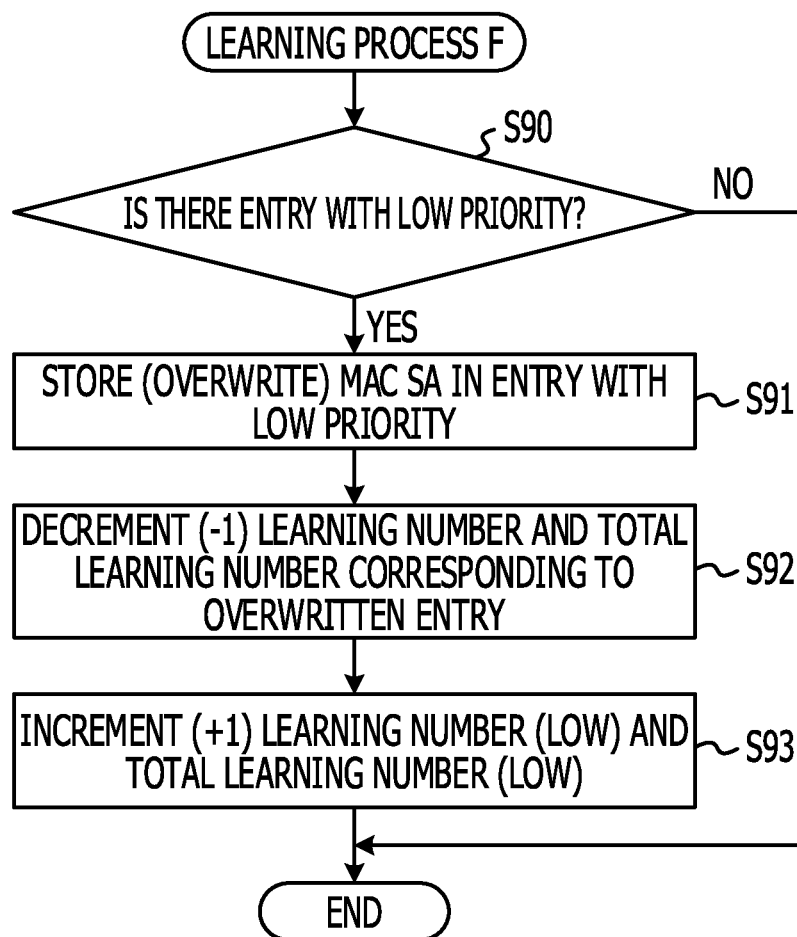 LEARNING PROCESS F
S90
IS THERE ENTRY WITH LOW PRIORITY?
NO
YES
STORE (OVERWRITE) MAC SA IN ENTRY WITH
LOW PRIORITY
S91
DECREMENT (-1) LEARNING NUMBER AND TOTAL
LEARNING NUMBER CORRESPONDING TO
OVERWRITTEN ENTRY
S92
INCREMENT (+1) LEARNING NUMBER (LOW) AND
TOTAL LEARNING NUMBER (LOW)
S93
END